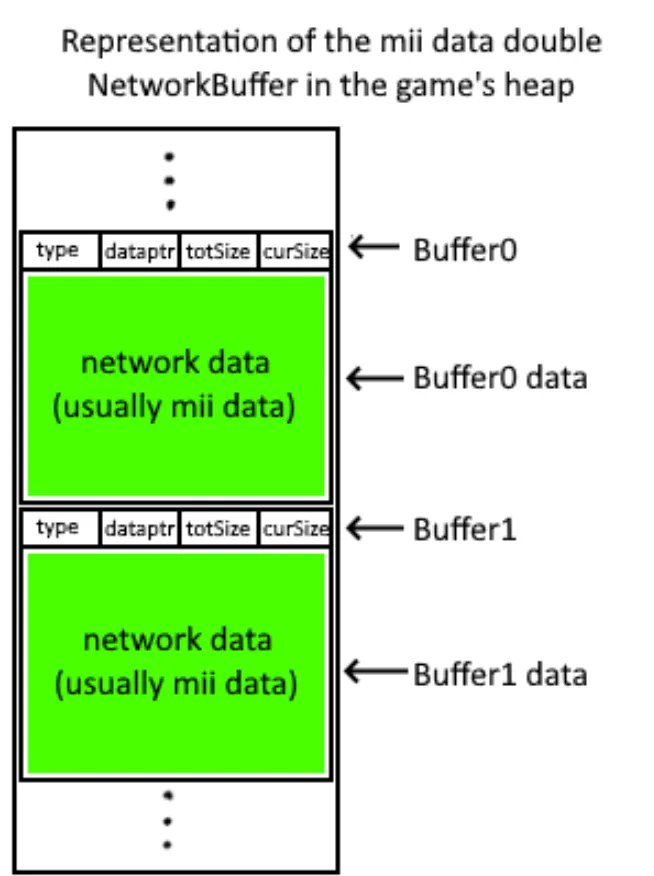 Representation of the mii data double
NetworkBuffer in the game's heap
type dataptr totSize curSize
Buffer0
network data
(usually mii data)
Buffer0 data
type dataptr totSize curSize
Buffer1
network data
(usually mii data)
Buffer1 data